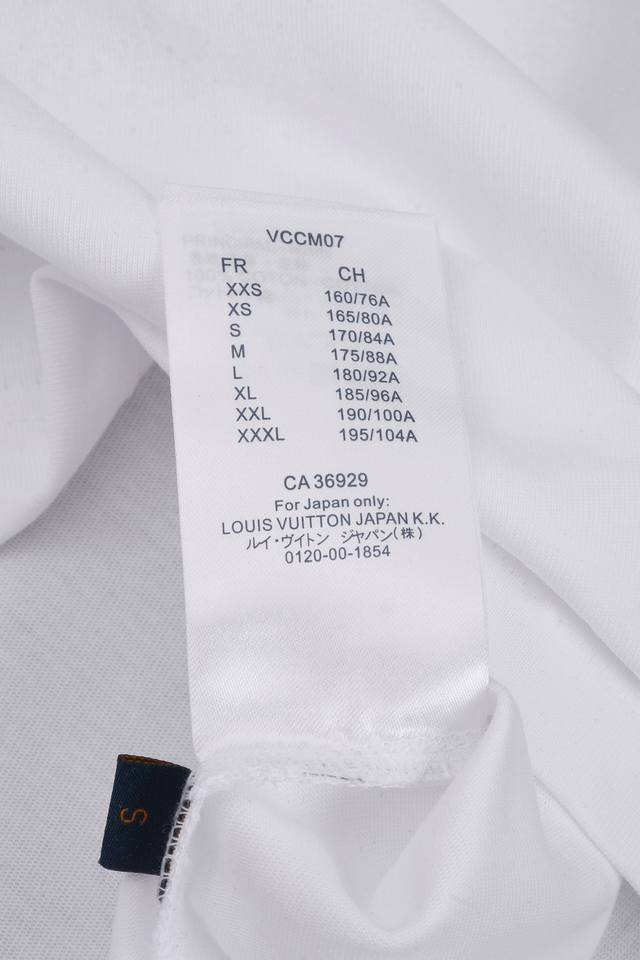 VCCM07
FR CH
XXS 160/76A
XS 165/80A
S 170/84A
M 175/88A
L 180/92A
XL 185/96A
XXL 190/100A
XXXL 195/104A
CA 36929
For Japan only:
LOUIS VUITTON JAPAN K.K.
ルイ・ヴィトン ジャパン(株)
0120-00-1854
S